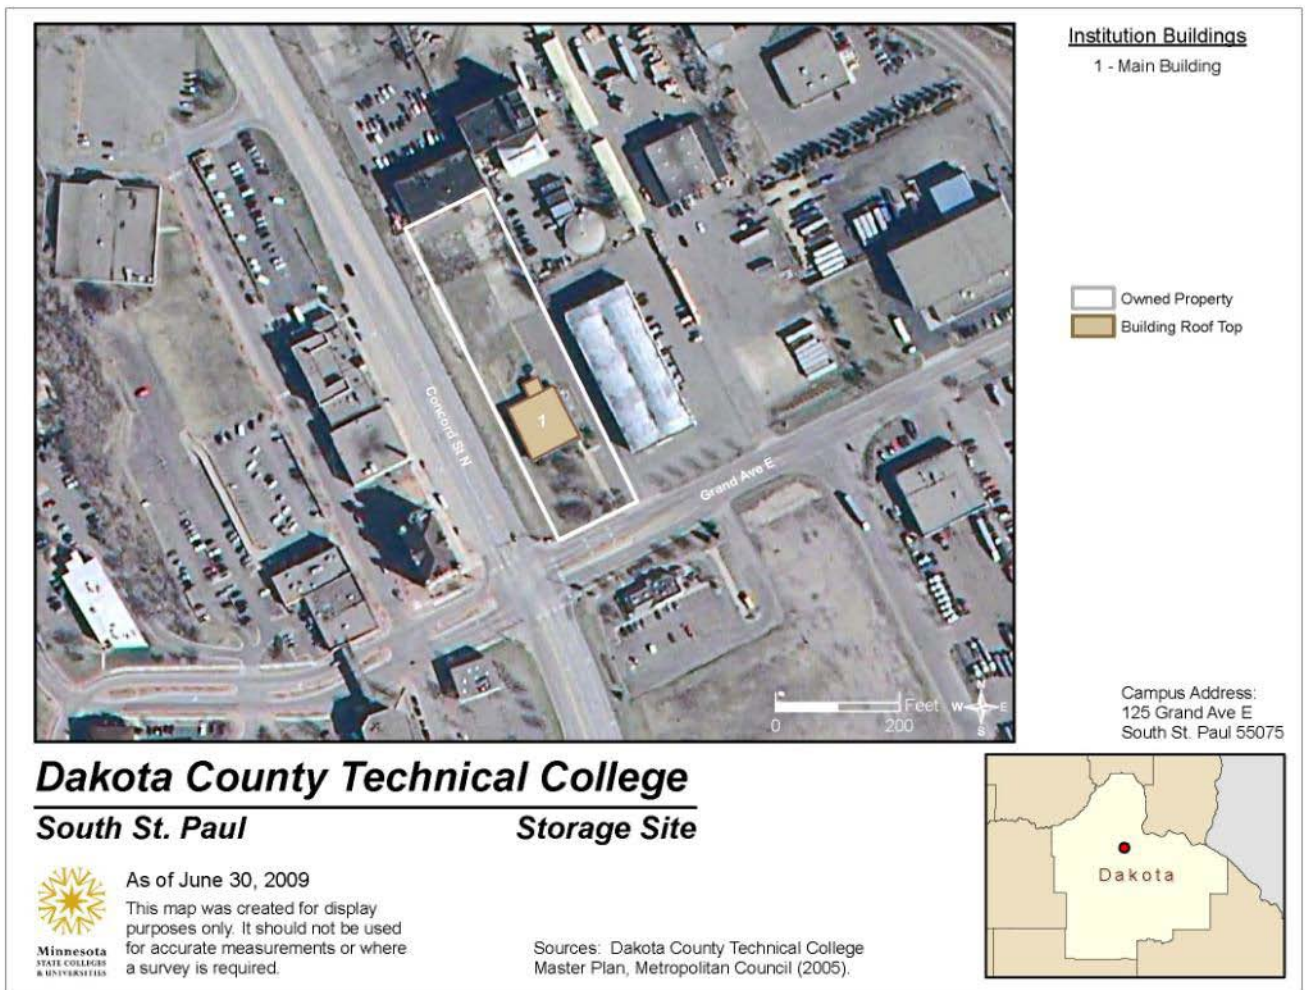 Institution Buildings
1 - Main Building
Owned Property
Building Roof Top
1
Concord St N
Grand Ave E
Feet
0
200
W
E
S
Campus Address:
125 Grand Ave E
South St. Paul 55075
Dakota County Technical College
South St. Paul
Storage Site
As of June 30, 2009
This map was created for display
purposes only. It should not be used
for accurate measurements or where
a survey is required.
Minnesota
STATE COLLEGES
& UNIVERSITIES
Sources: Dakota County Technical College
Master Plan, Metropolitan Council (2005).
Dakota